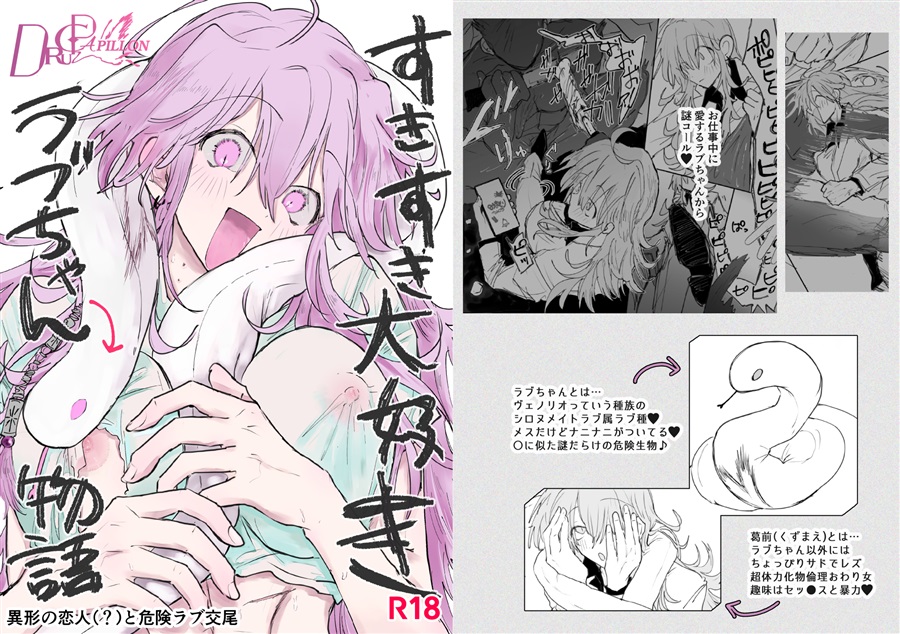 DRUG PAPILLON
すきすき大好き
ラブちゃん
物語
異形の恋人(?)と危険ラブ交尾
R18
お仕事中に
愛するラブちゃんから
謎コール♥
ラブちゃんとは…
ヴェノリオっていう種族の
シロヌメイトラブ属ラブ種♥
メスだけどナニナニがついてる♥
〇に似た謎だらけの危険生物♪
葛前(くずまえ)とは…
ラブちゃん以外には
ちょっぴりサドでレズ
超体力化物倫理おわり女
趣味はセッ●スと暴力♥